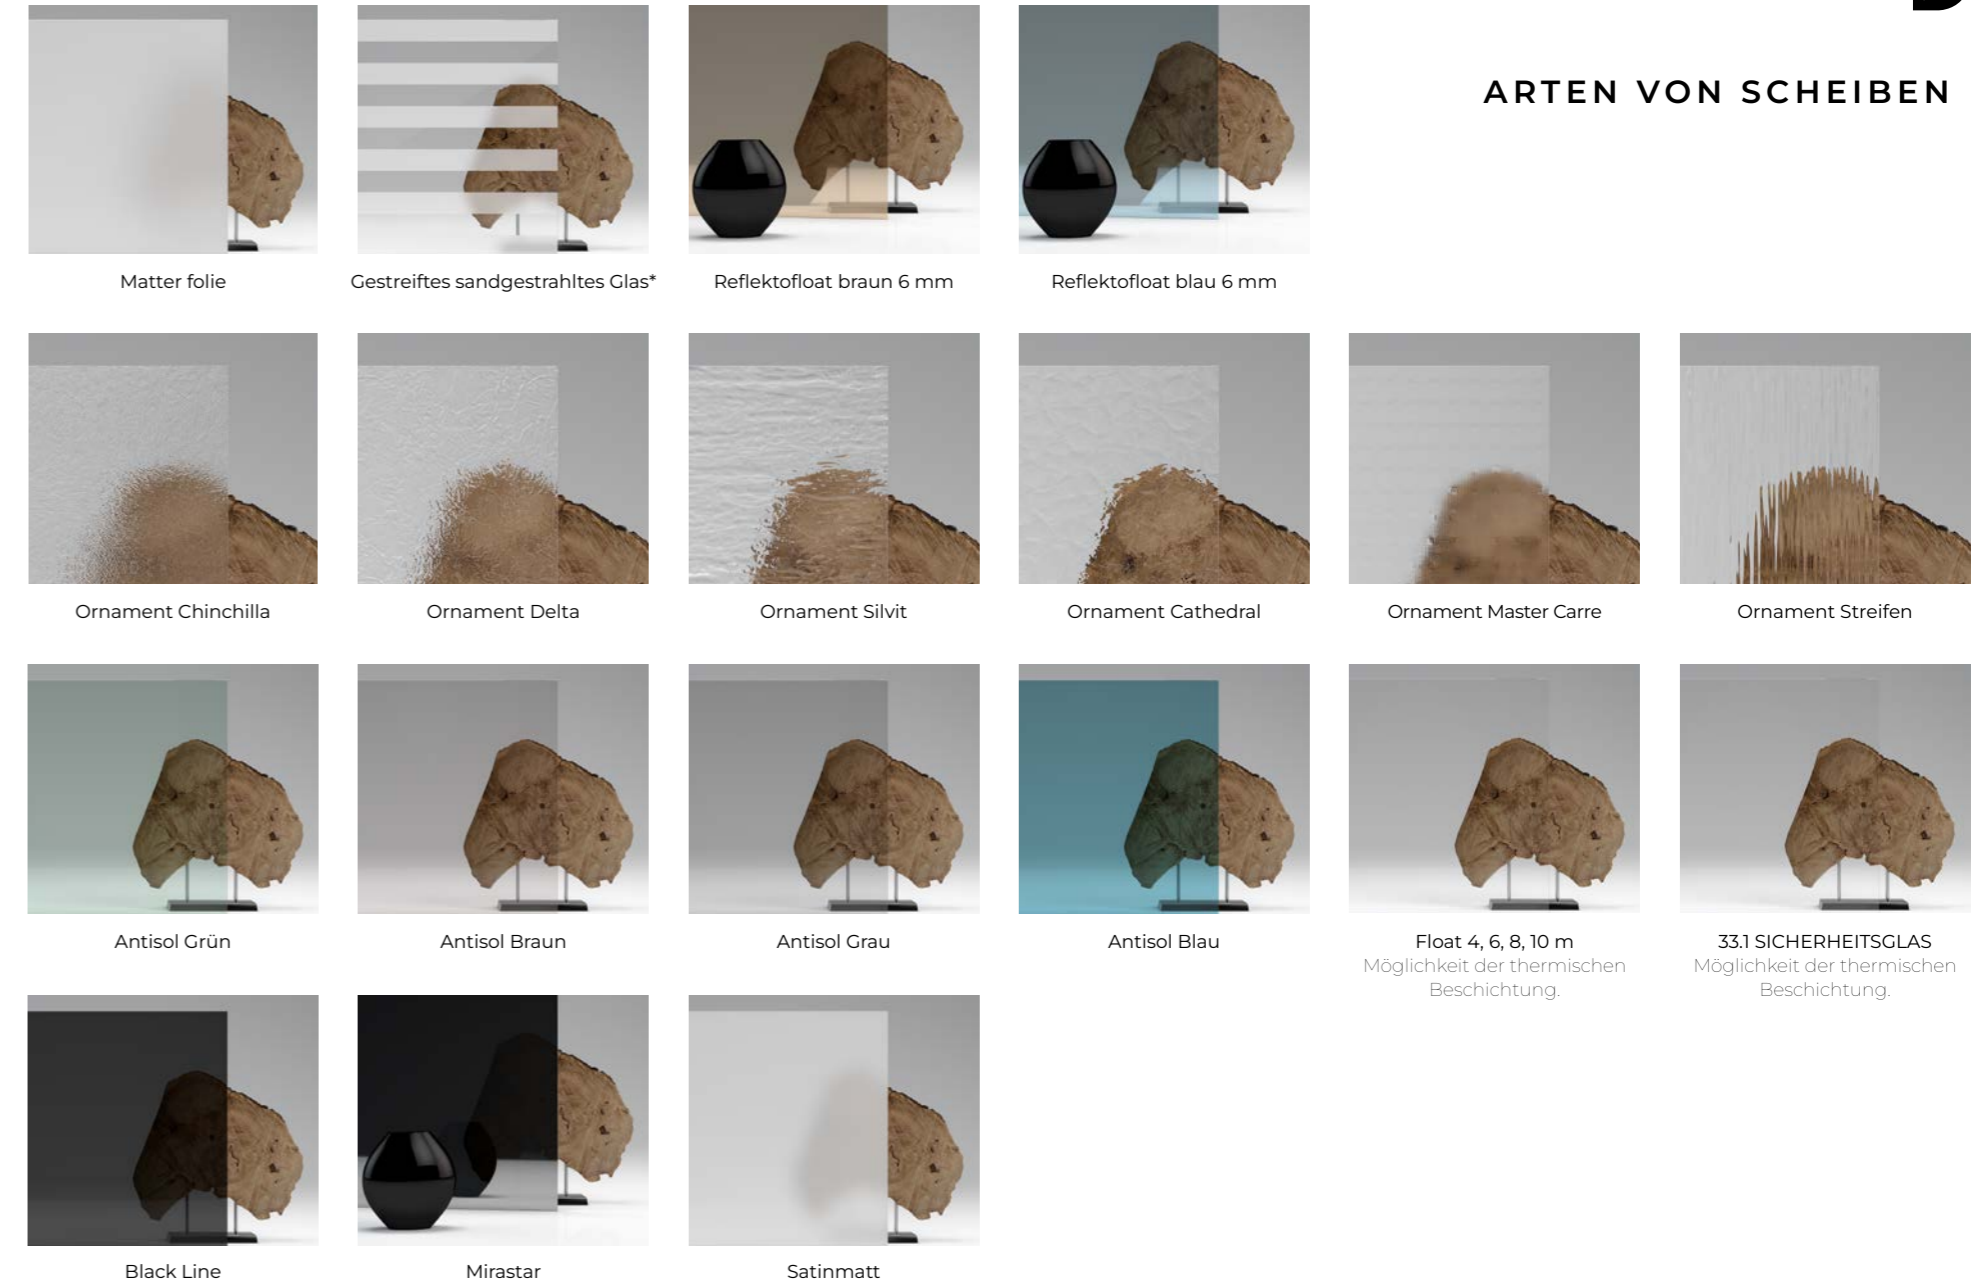 ARTEN VON SCHEIBEN
Matter folie
Gestreiftes sandgestrahltes Glas*
Reflektofloat braun 6 mm
Reflektofloat blau 6 mm
Ornament Chinchilla
Ornament Delta
Ornament Silvit
Ornament Cathedral
Ornament Master Carre
Ornament Streifen
Antisol Grün
Antisol Braun
Antisol Grau
Antisol Blau
Float 4, 6, 8, 10 m
Möglichkeit der thermischen
Beschichtung.
33.1 SICHERHEITSGLAS
Möglichkeit der thermischen
Beschichtung.
Black Line
Mirastar
Satinmatt